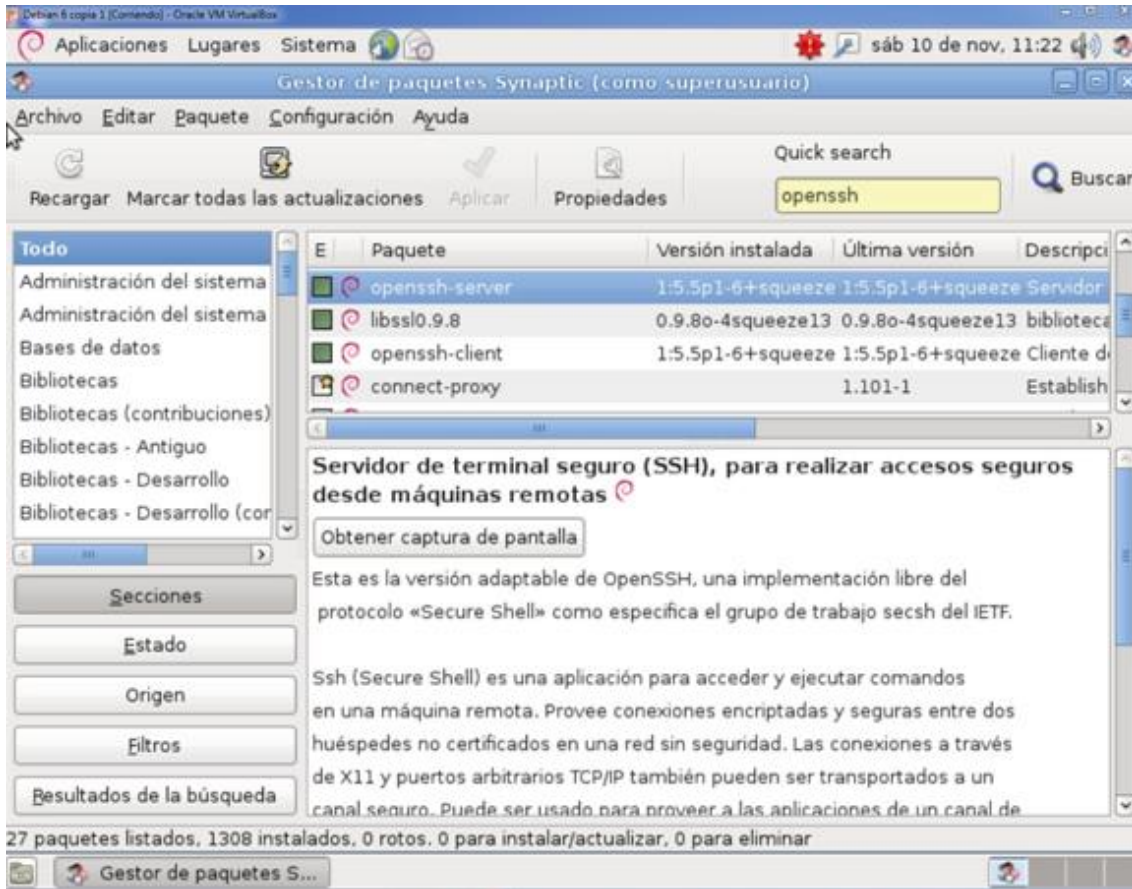 Debian 6 copia 1 [Corriendo] - Oracle VM VirtualBox
Aplicaciones Lugares Sistema
sáb 10 de nov, 11:22
Gestor de paquetes Synaptic (como superusuario)
Archivo Editar Paquete Configuración Ayuda
Quick search
Recargar Marcar todas las actualizaciones Aplicar Propiedades
openssh
Buscar
Todo
Administración del sistema
Administración del sistema
Bases de datos
Bibliotecas
Bibliotecas (contribuciones)
Bibliotecas - Antiguo
Bibliotecas - Desarrollo
Bibliotecas - Desarrollo (cor
E Paquete Versión instalada Última versión Descripci
openssh-server 1:5.5p1-6+squeeze 1:5.5p1-6+squeeze Servidor
libssl0.9.8 0.9.8o-4squeeze13 0.9.8o-4squeeze13 biblioteca
openssh-client 1:5.5p1-6+squeeze 1:5.5p1-6+squeeze Cliente d
connect-proxy 1.101-1 Establish
Servidor de terminal seguro (SSH), para realizar accesos seguros
desde máquinas remotas
Obtener captura de pantalla
Esta es la versión adaptable de OpenSSH, una implementación libre del
protocolo «Secure Shell» como especifica el grupo de trabajo secsh del IETF.
Ssh (Secure Shell) es una aplicación para acceder y ejecutar comandos
en una máquina remota. Provee conexiones encriptadas y seguras entre dos
huéspedes no certificados en una red sin seguridad. Las conexiones a través
de X11 y puertos arbitrarios TCP/IP también pueden ser transportados a un
canal seguro. Puede ser usado para proveer a las aplicaciones de un canal de
Secciones
Estado
Origen
Filtros
Resultados de la búsqueda
27 paquetes listados, 1308 instalados, 0 rotos. 0 para instalar/actualizar, 0 para eliminar
Gestor de paquetes S...